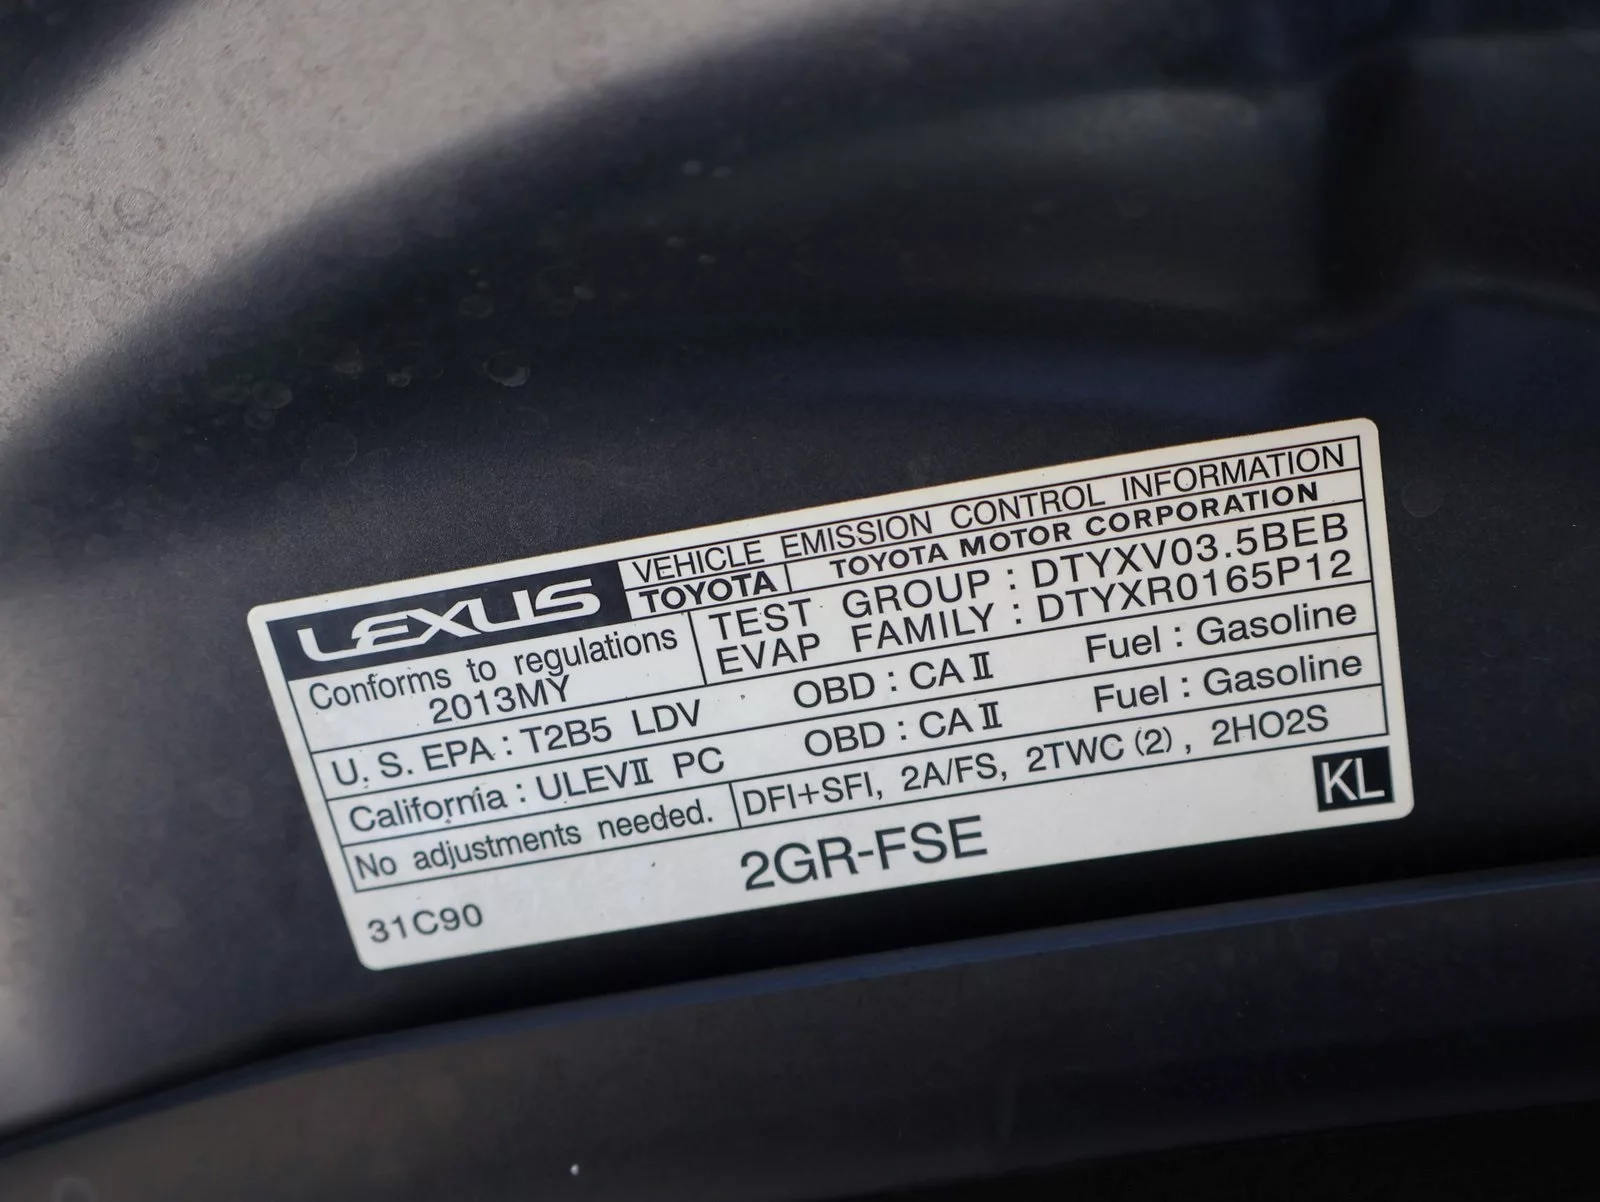 LEXUS
VEHICLE EMISSION CONTROL INFORMATION
TOYOTA TOYOTA MOTOR CORPORATION
Conforms to regulations
2013MY
TEST GROUP : DTYXV03.5BEB
EVAP FAMILY : DTYXR0165P12
U. S. EPA : T2B5 LDV OBD : CA II Fuel : Gasoline
California : ULEVII PC OBD : CA II Fuel : Gasoline
No adjustments needed. DFI+SFI, 2A/FS, 2TWC (2) , 2HO2S
2GR-FSE
KL
31C90